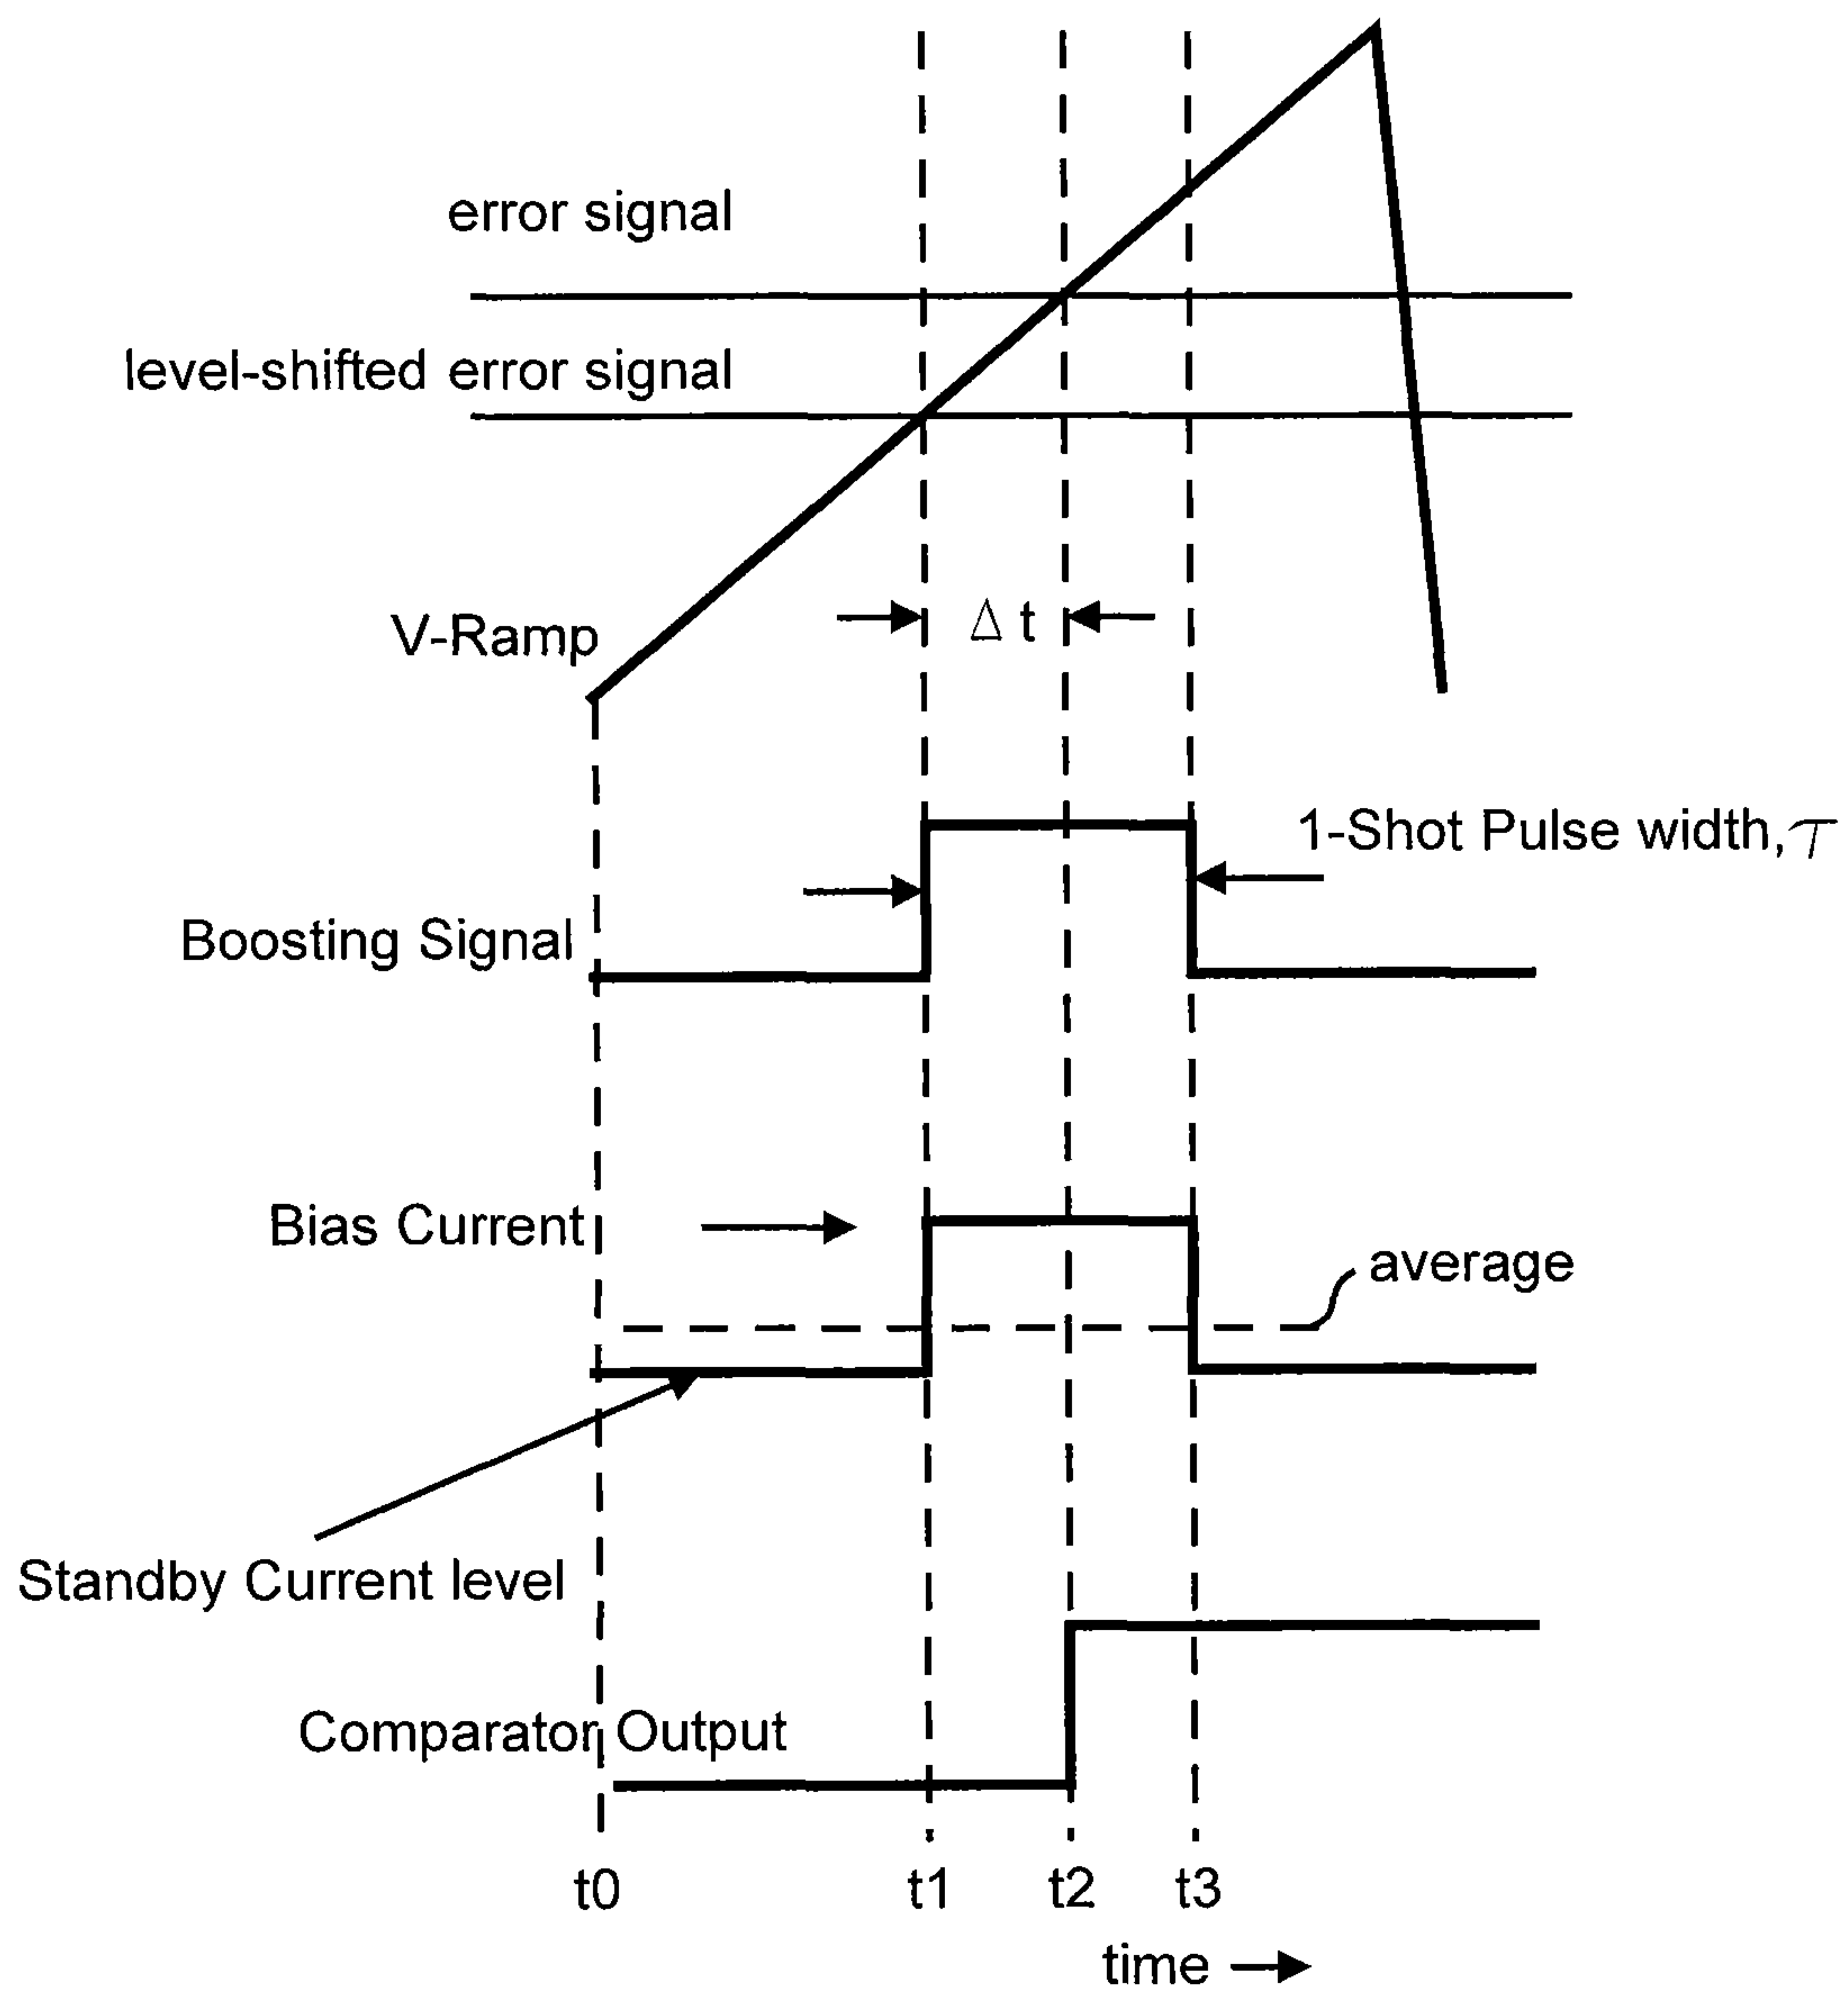 error signal
level-shifted error signal
V-Ramp
Δ t
1-Shot Pulse width, τ
Boosting Signal
Bias Current
average
Standby Current level
Comparator Output
t0 t1 t2 t3
time